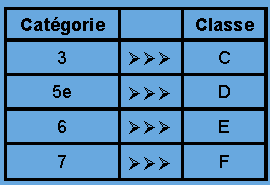 Catégorie Classe
3 ➢➢➢ C
5e ➢➢➢ D
6 ➢➢➢ E
7 ➢➢➢ F